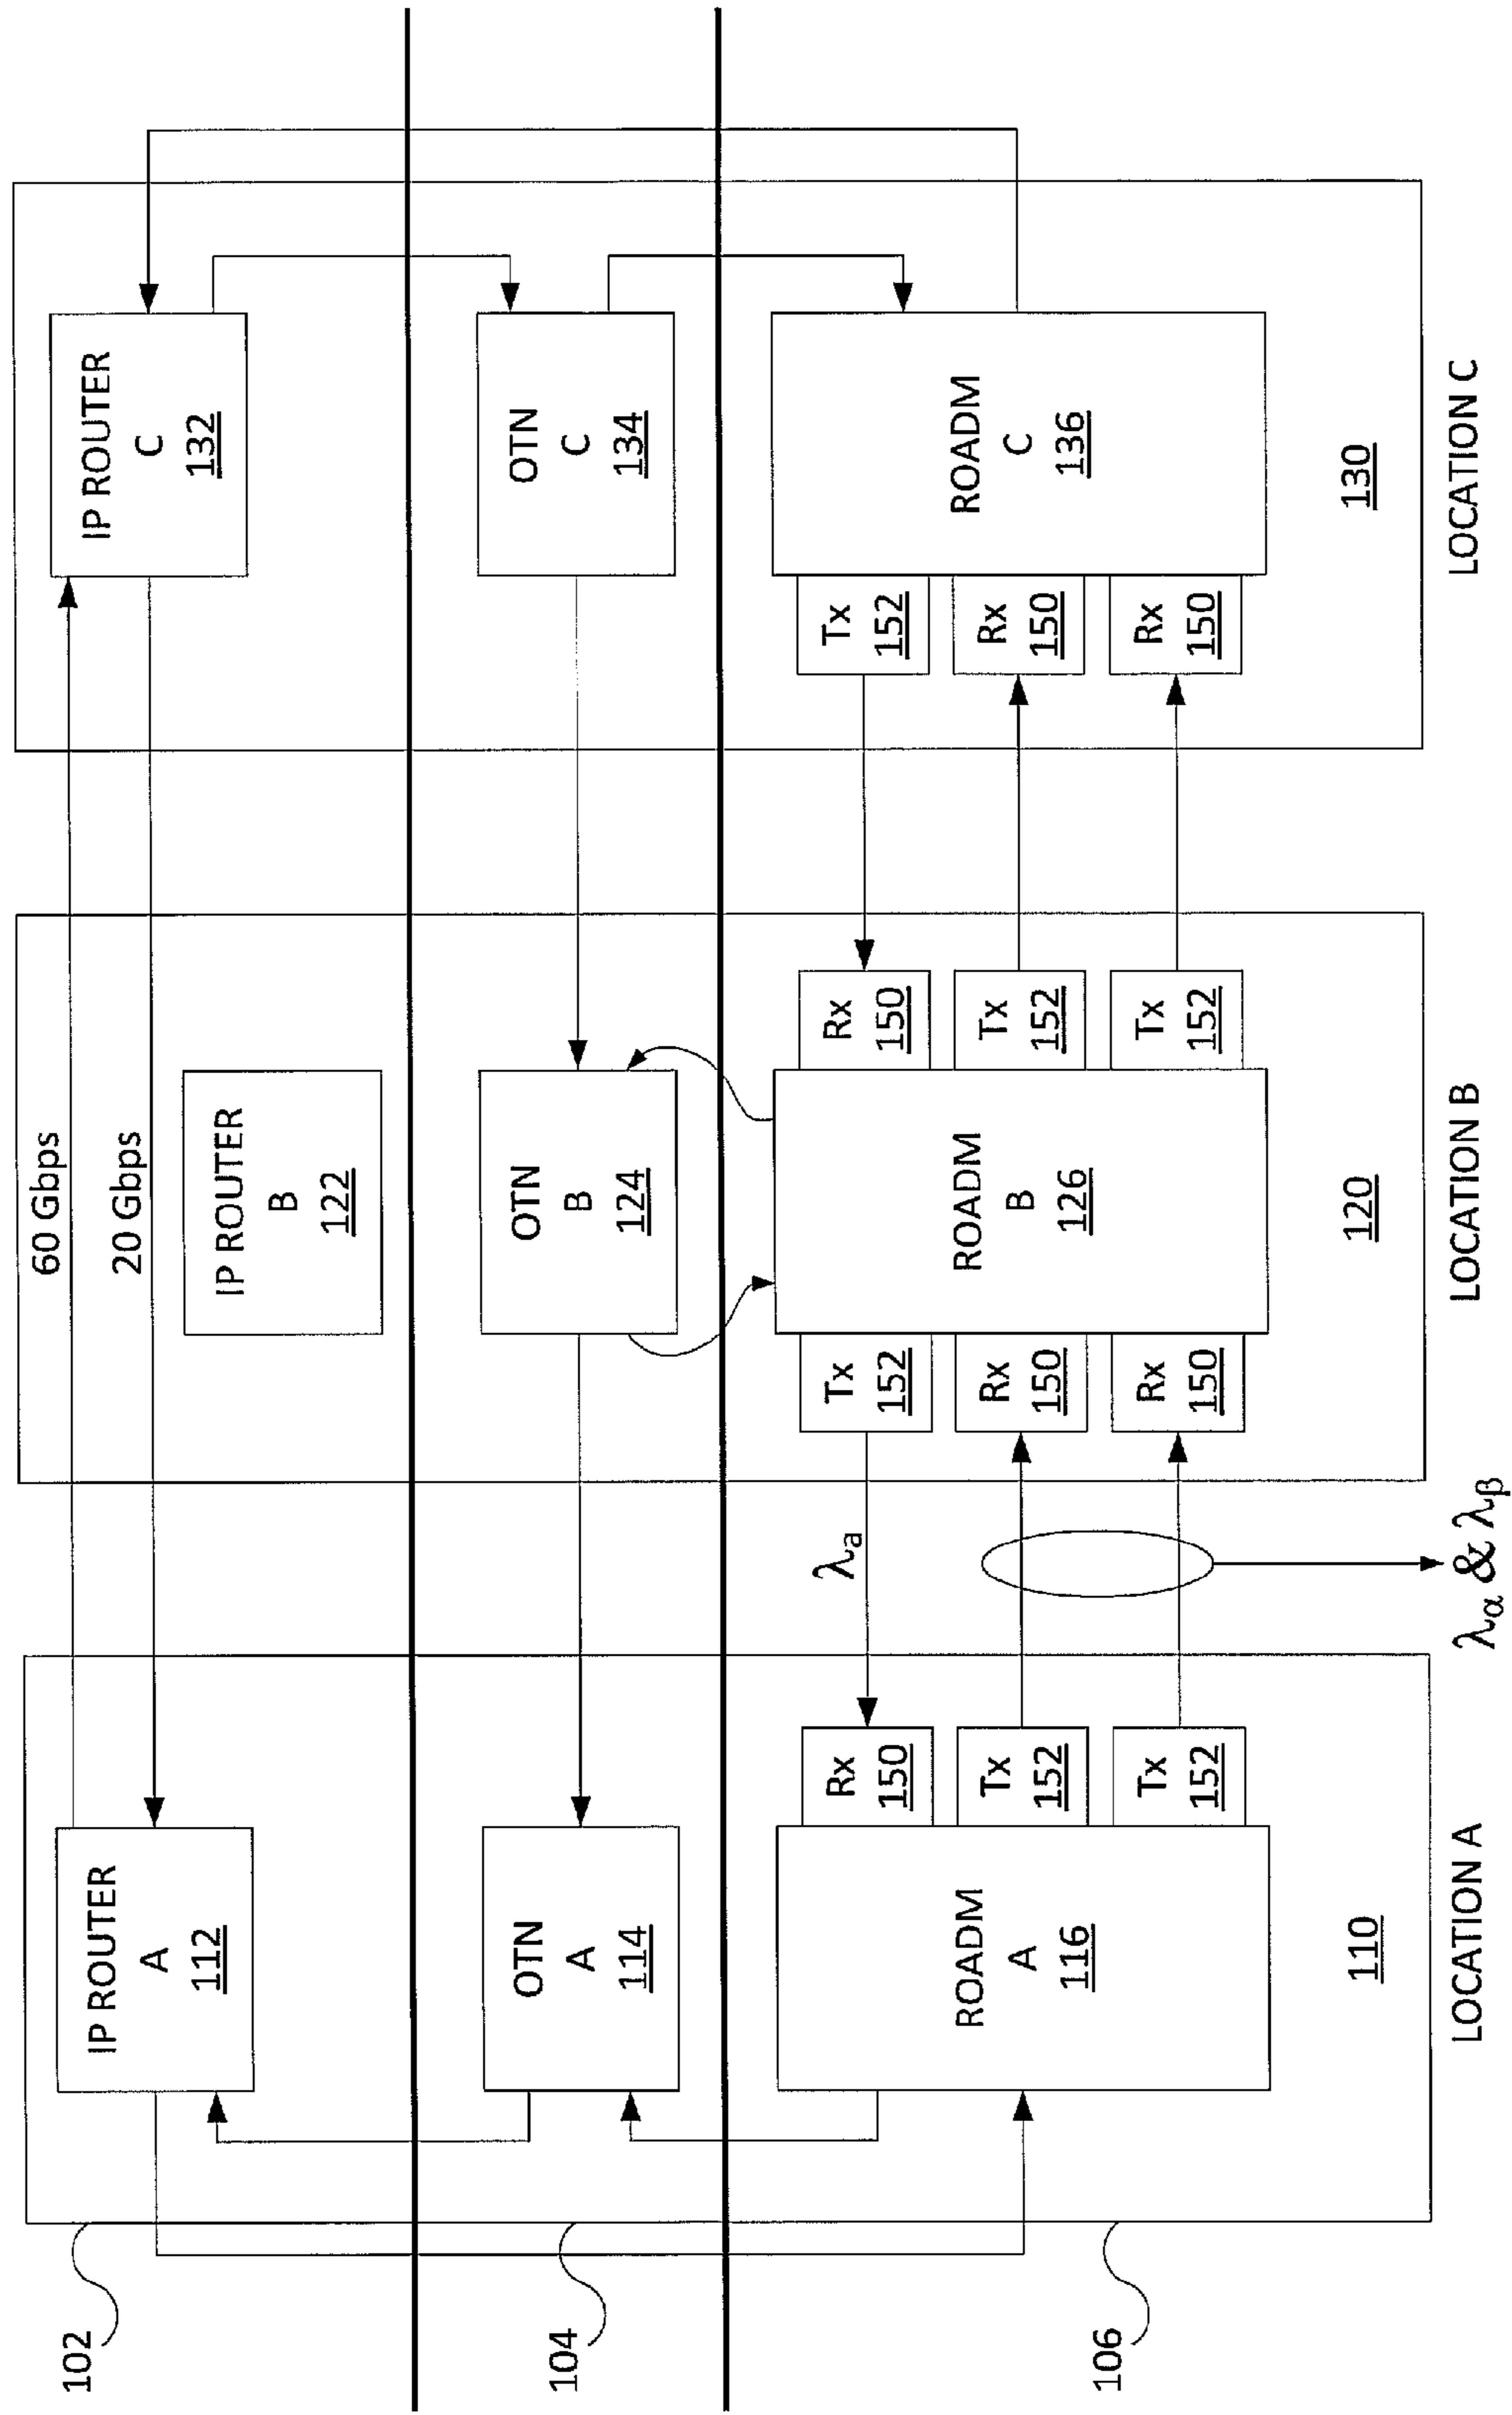 102
104
106
60 Gbps
20 Gbps
IP ROUTER
A
112
IP ROUTER
B
122
IP ROUTER
C
132
OTN
A
114
OTN
B
124
OTN
C
134
ROADM
A
116
Rx
150
Tx
152
Tx
152
λa
λα & λβ
Tx
152
Rx
150
Rx
150
ROADM
B
126
Rx
150
Tx
152
Tx
152
Tx
152
Rx
150
Rx
150
ROADM
C
136
110
120
130
LOCATION A
LOCATION B
LOCATION C